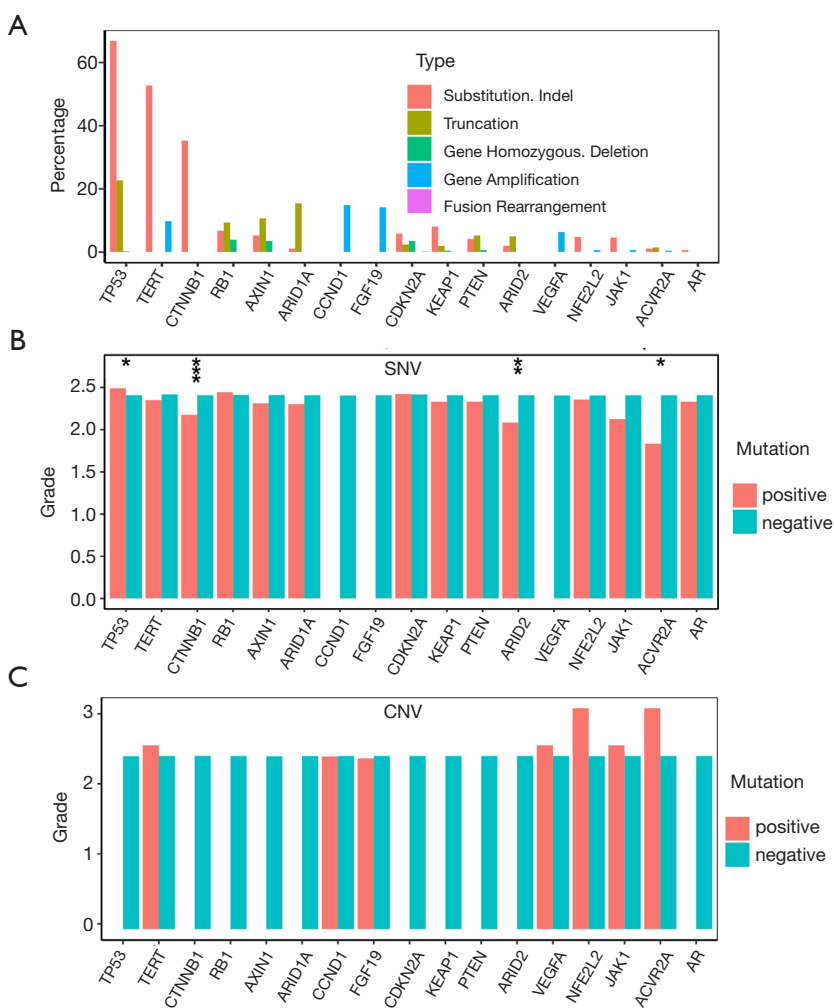 A
Type
Substitution. Indel
Truncation
Gene Homozygous. Deletion
Gene Amplification
Fusion Rearrangement
Percentage
60
40
20
0
TP53
TERT
CTNNB1
RB1
AXIN1
ARID1A
CCND1
FGF19
CDKN2A
KEAP1
PTEN
ARID2
VEGFA
NFE2L2
JAK1
ACVR2A
AR
B
SNV
*
***
**
*
Grade
2.5
2.0
1.5
1.0
0.5
0.0
Mutation
positive
negative
TP53
TERT
CTNNB1
RB1
AXIN1
ARID1A
CCND1
FGF19
CDKN2A
KEAP1
PTEN
ARID2
VEGFA
NFE2L2
JAK1
ACVR2A
AR
C
CNV
Grade
3
2
1
0
Mutation
positive
negative
TP53
TERT
CTNNB1
RB1
AXIN1
ARID1A
CCND1
FGF19
CDKN2A
KEAP1
PTEN
ARID2
VEGFA
NFE2L2
JAK1
ACVR2A
AR